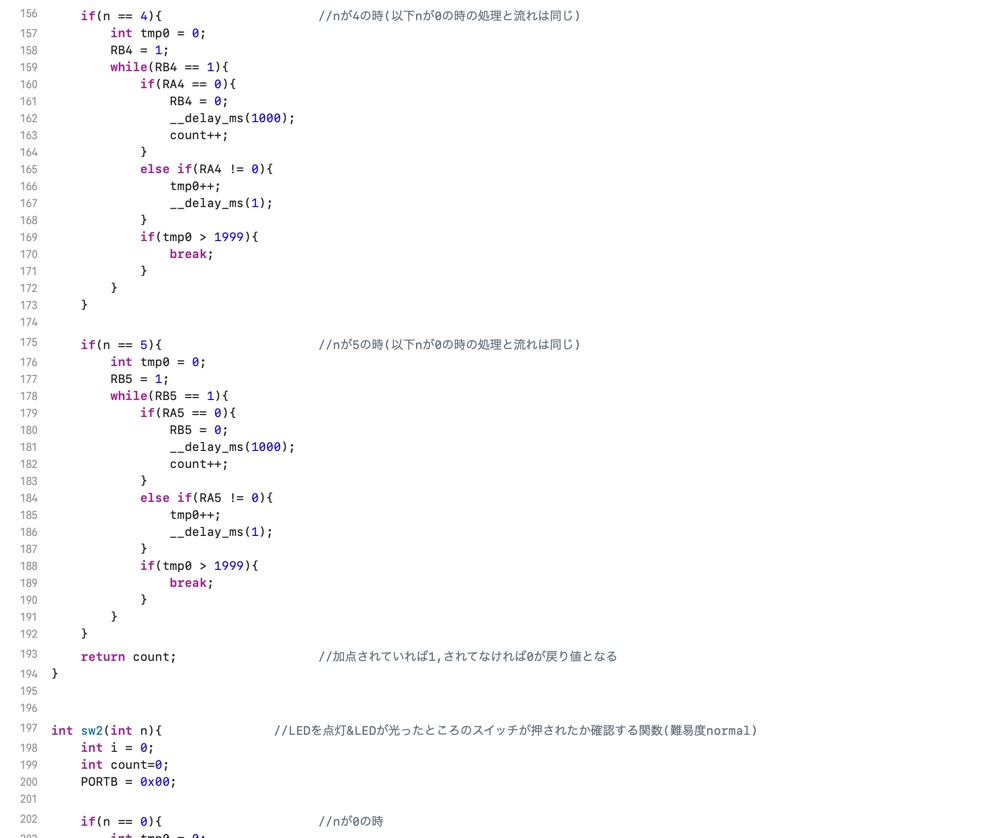 156 if(n == 4){ //nが4の時(以下nが0の時の処理と流れは同じ)
157 int tmp0 = 0;
158 RB4 = 1;
159 while(RB4 == 1){
160 if(RA4 == 0){
161 RB4 = 0;
162 __delay_ms(1000);
163 count++;
164 }
165 else if(RA4 != 0){
166 tmp0++;
167 __delay_ms(1);
168 }
169 if(tmp0 > 1999){
170 break;
171 }
172 }
173 }
174
175 if(n == 5){ //nが5の時(以下nが0の時の処理と流れは同じ)
176 int tmp0 = 0;
177 RB5 = 1;
178 while(RB5 == 1){
179 if(RA5 == 0){
180 RB5 = 0;
181 __delay_ms(1000);
182 count++;
183 }
184 else if(RA5 != 0){
185 tmp0++;
186 __delay_ms(1);
187 }
188 if(tmp0 > 1999){
189 break;
190 }
191 }
192 }
193 return count; //加点されていれば1,されてなければ0が戻り値となる
194 }
195
196
197 int sw2(int n){ //LEDを点灯&LEDが光ったところのスイッチが押されたか確認する関数(難易度normal)
198 int i = 0;
199 int count=0;
200 PORTB = 0x00;
201
202 if(n == 0){ //nが0の時
203 int tmp0 = 0;